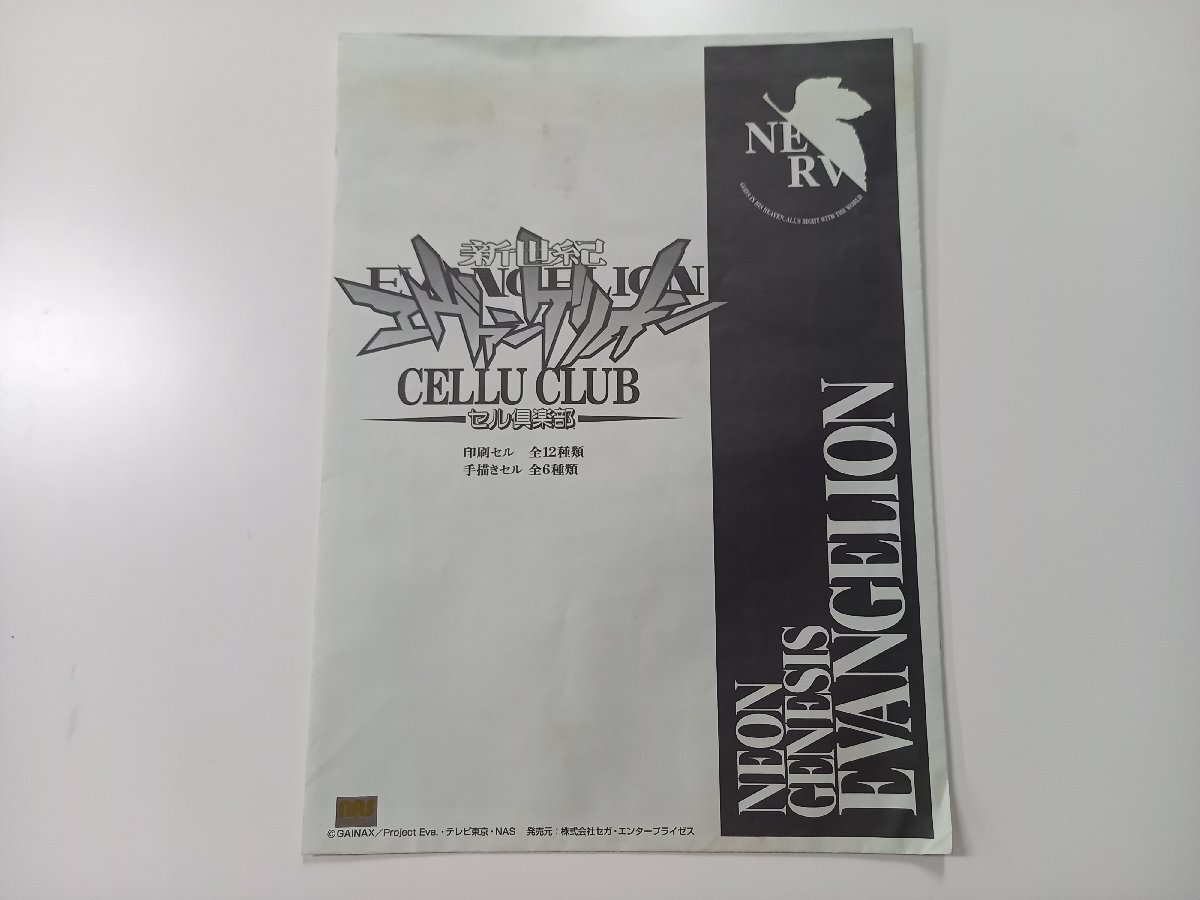 新世紀
EVANGELION
エヴァンゲリオン
CELLU CLUB
セル倶楽部
印刷セル 全12種類
手描きセル 全6種類
NAS
©GAINAX／Project Eva.・テレビ東京・NAS 発売元：株式会社セガ・エンタープライゼス
NERV
GOD'S IN HIS HEAVEN, ALL'S RIGHT WITH THE WORLD
NEON
GENESIS
EVANGELION